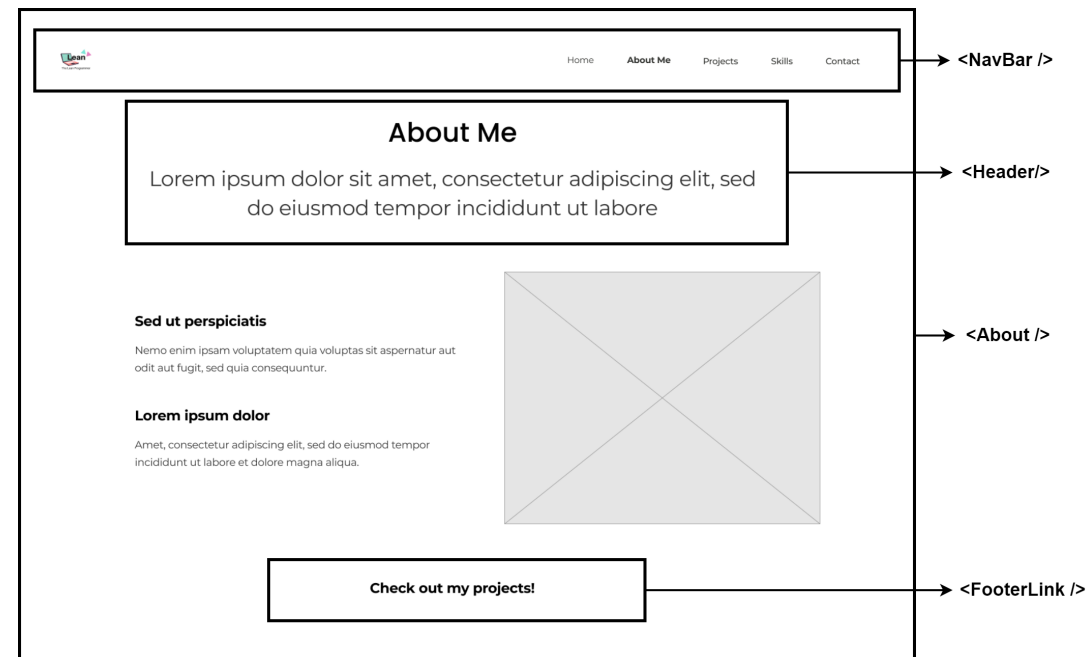 Lean
Home About Me Projects Skills Contact
<NavBar />
About Me
Lorem ipsum dolor sit amet, consectetur adipiscing elit, sed
do eiusmod tempor incididunt ut labore
<Header/>
Sed ut perspiciatis
Nemo enim ipsam voluptatem quia voluptas sit aspernatur aut
odit aut fugit, sed quia consequuntur.
<About />
Lorem ipsum dolor
Amet, consectetur adipiscing elit, sed do eiusmod tempor
incididunt ut labore et dolore magna aliqua.
Check out my projects!
<FooterLink />